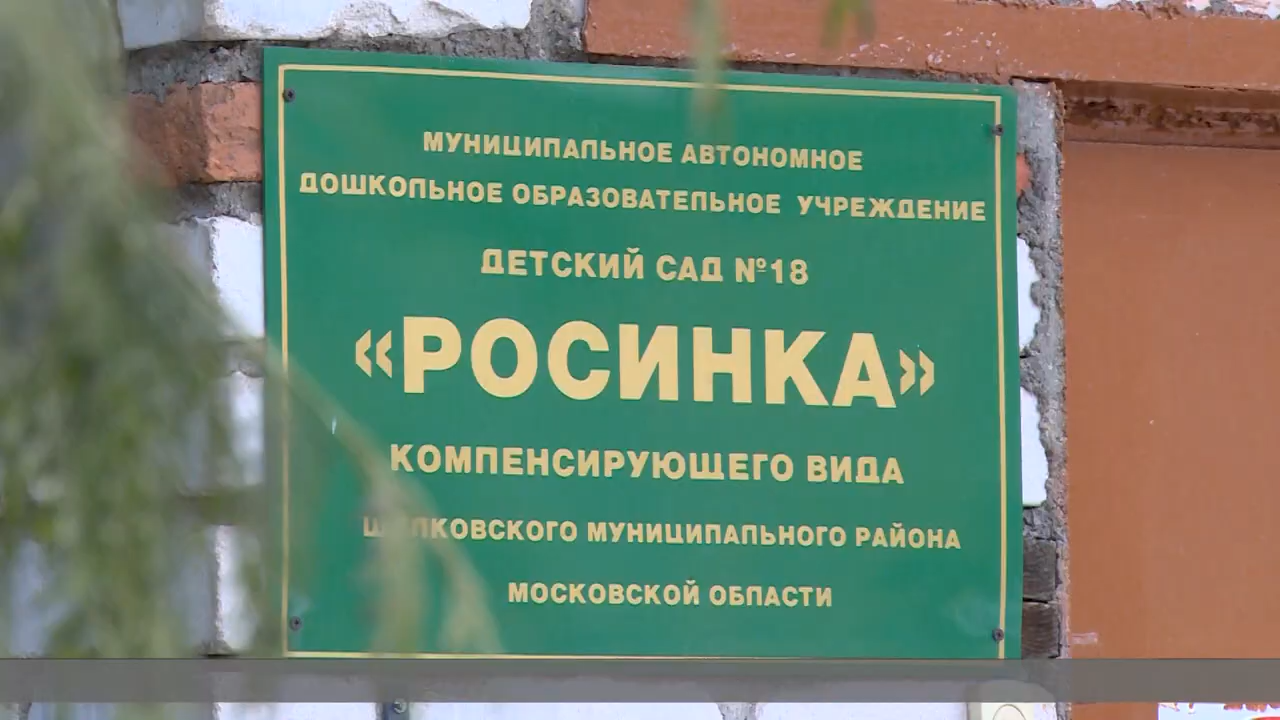 МУНИЦИПАЛЬНОЕ АВТОНОМНОЕ
ДОШКОЛЬНОЕ ОБРАЗОВАТЕЛЬНОЕ УЧРЕЖДЕНИЕ
ДЕТСКИЙ САД №18
«РОСИНКА»
КОМПЕНСИРУЮЩЕГО ВИДА
МУНИЦИПАЛЬНОГО РАЙОНА
МОСКОВСКОЙ ОБЛАСТИ